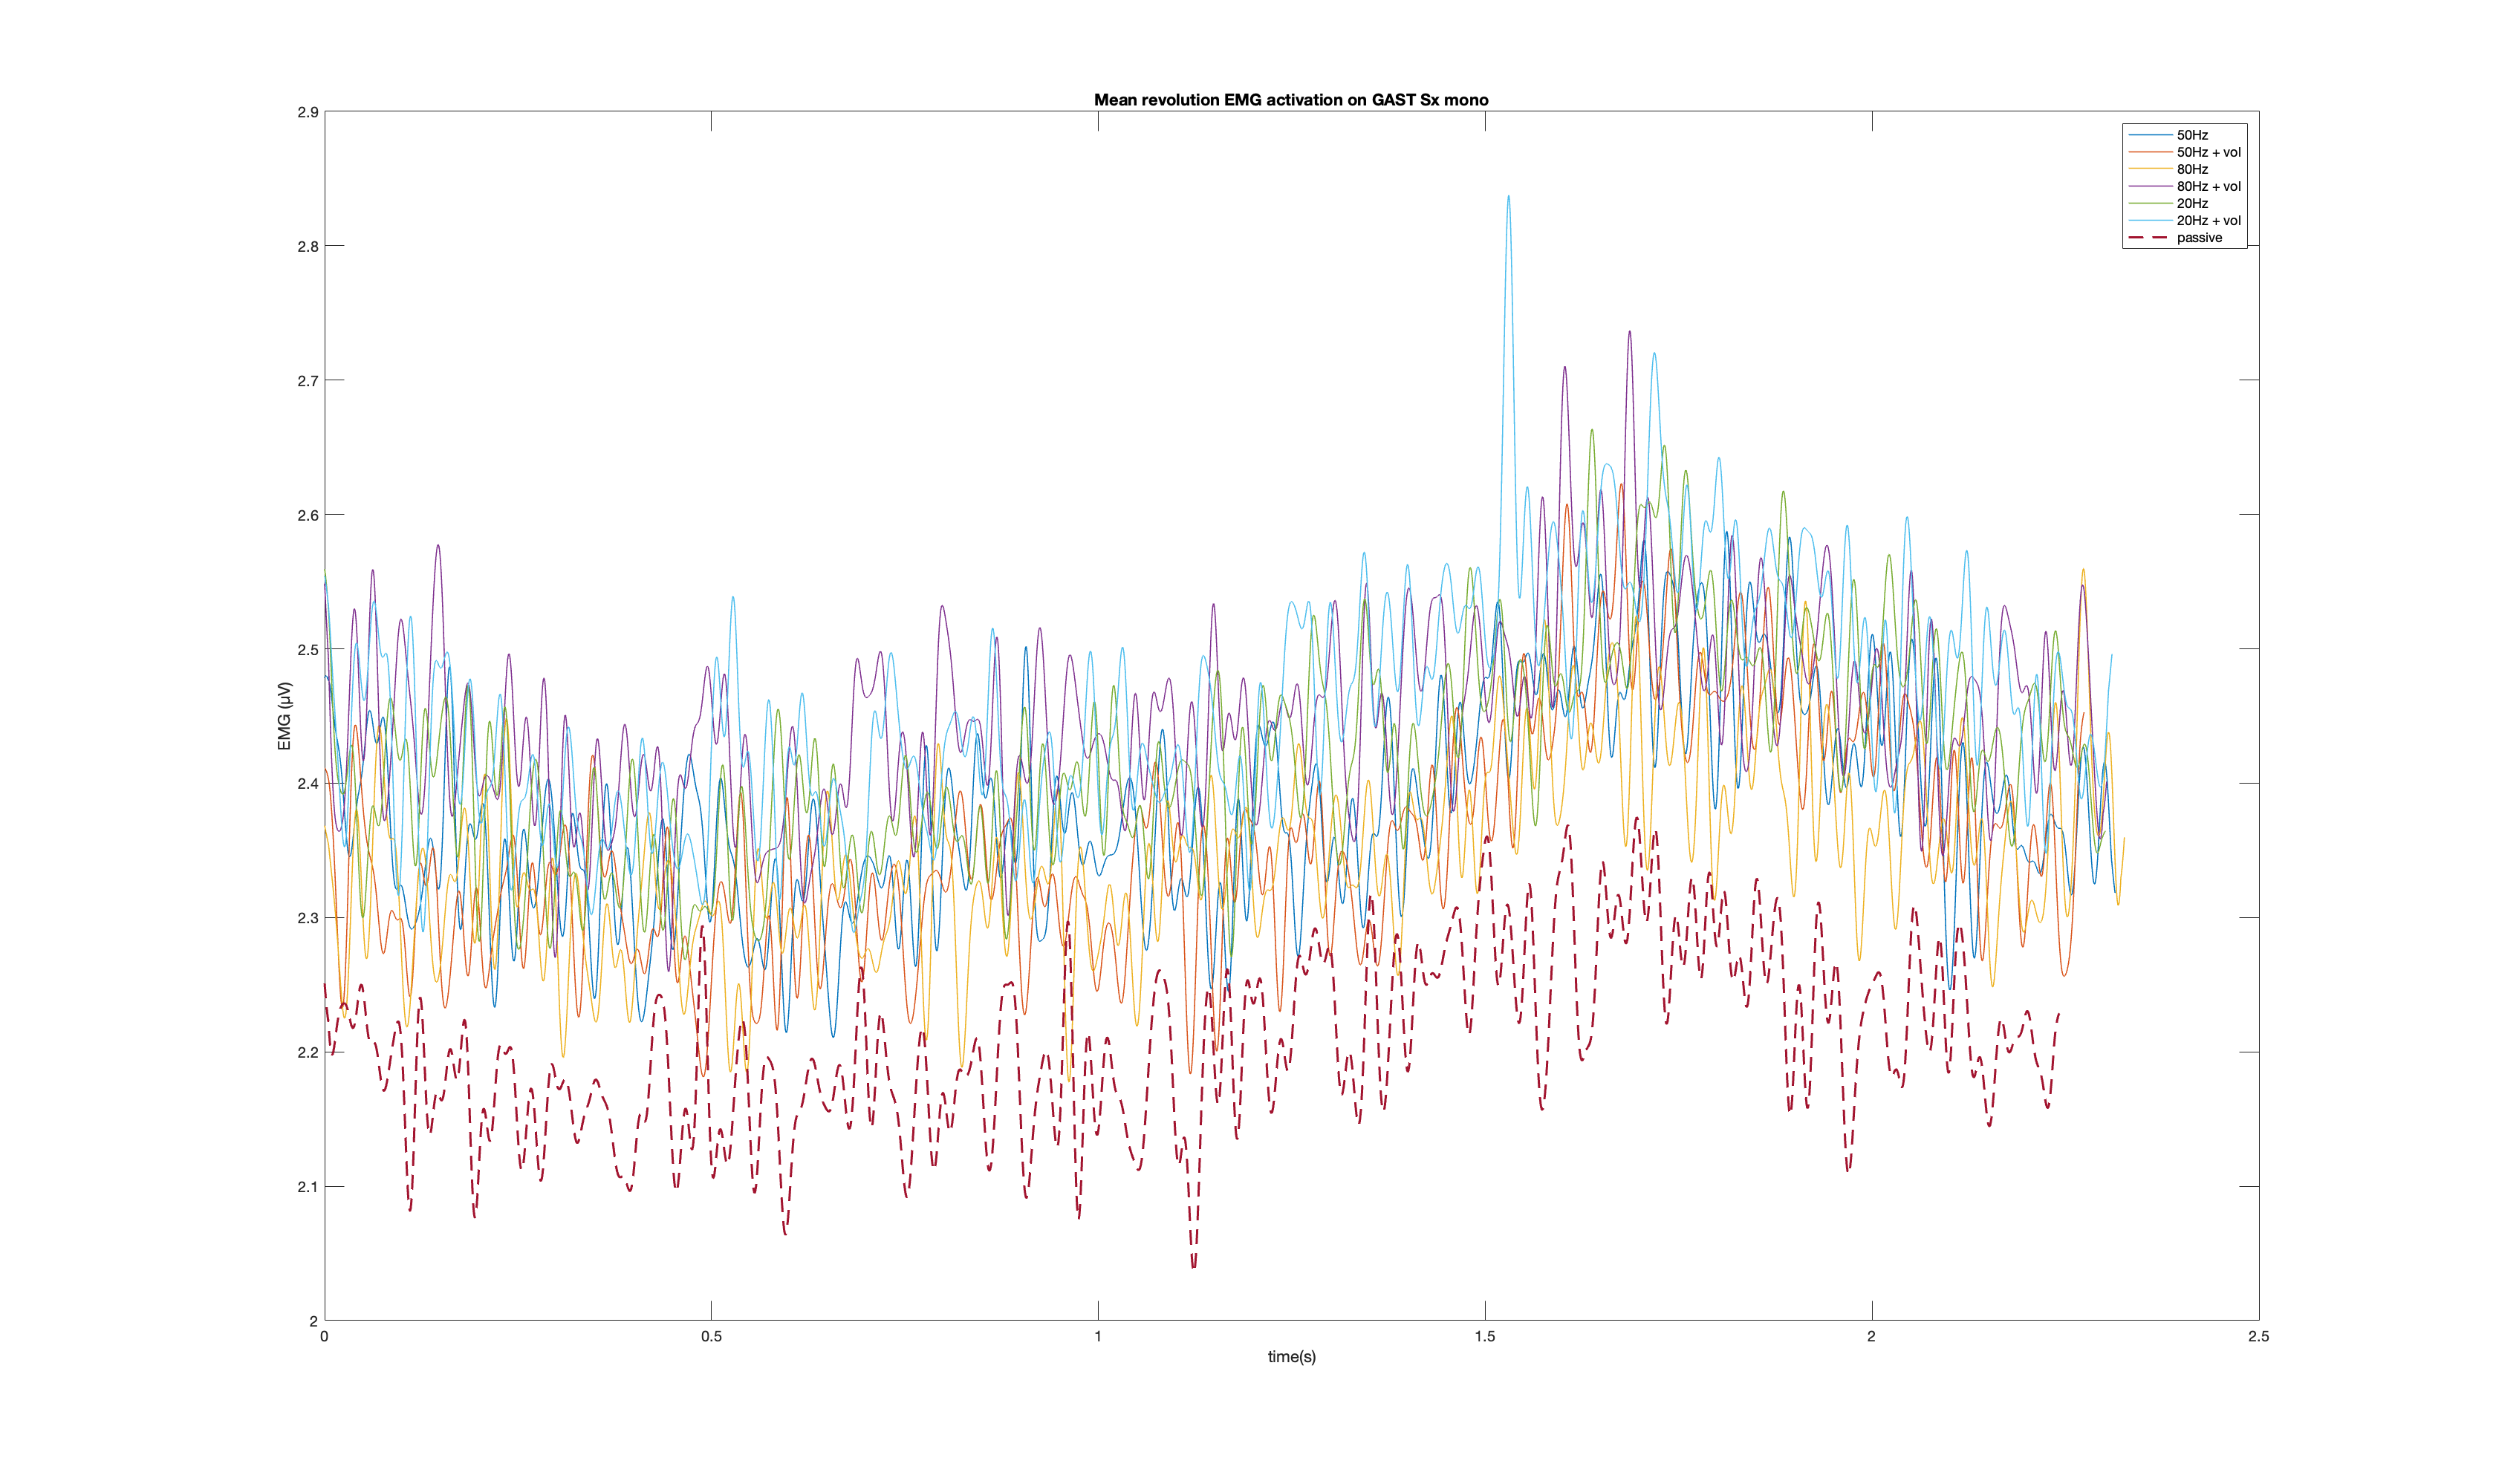 Mean revolution EMG activation on GAST Sx mono
2.9
2.8
2.7
2.6
2.5
2.4
2.3
2.2
2.1
2
EMG (µV)
0
0.5
1
1.5
2
2.5
time(s)
50Hz
50Hz + vol
80Hz
80Hz + vol
20Hz
20Hz + vol
passive